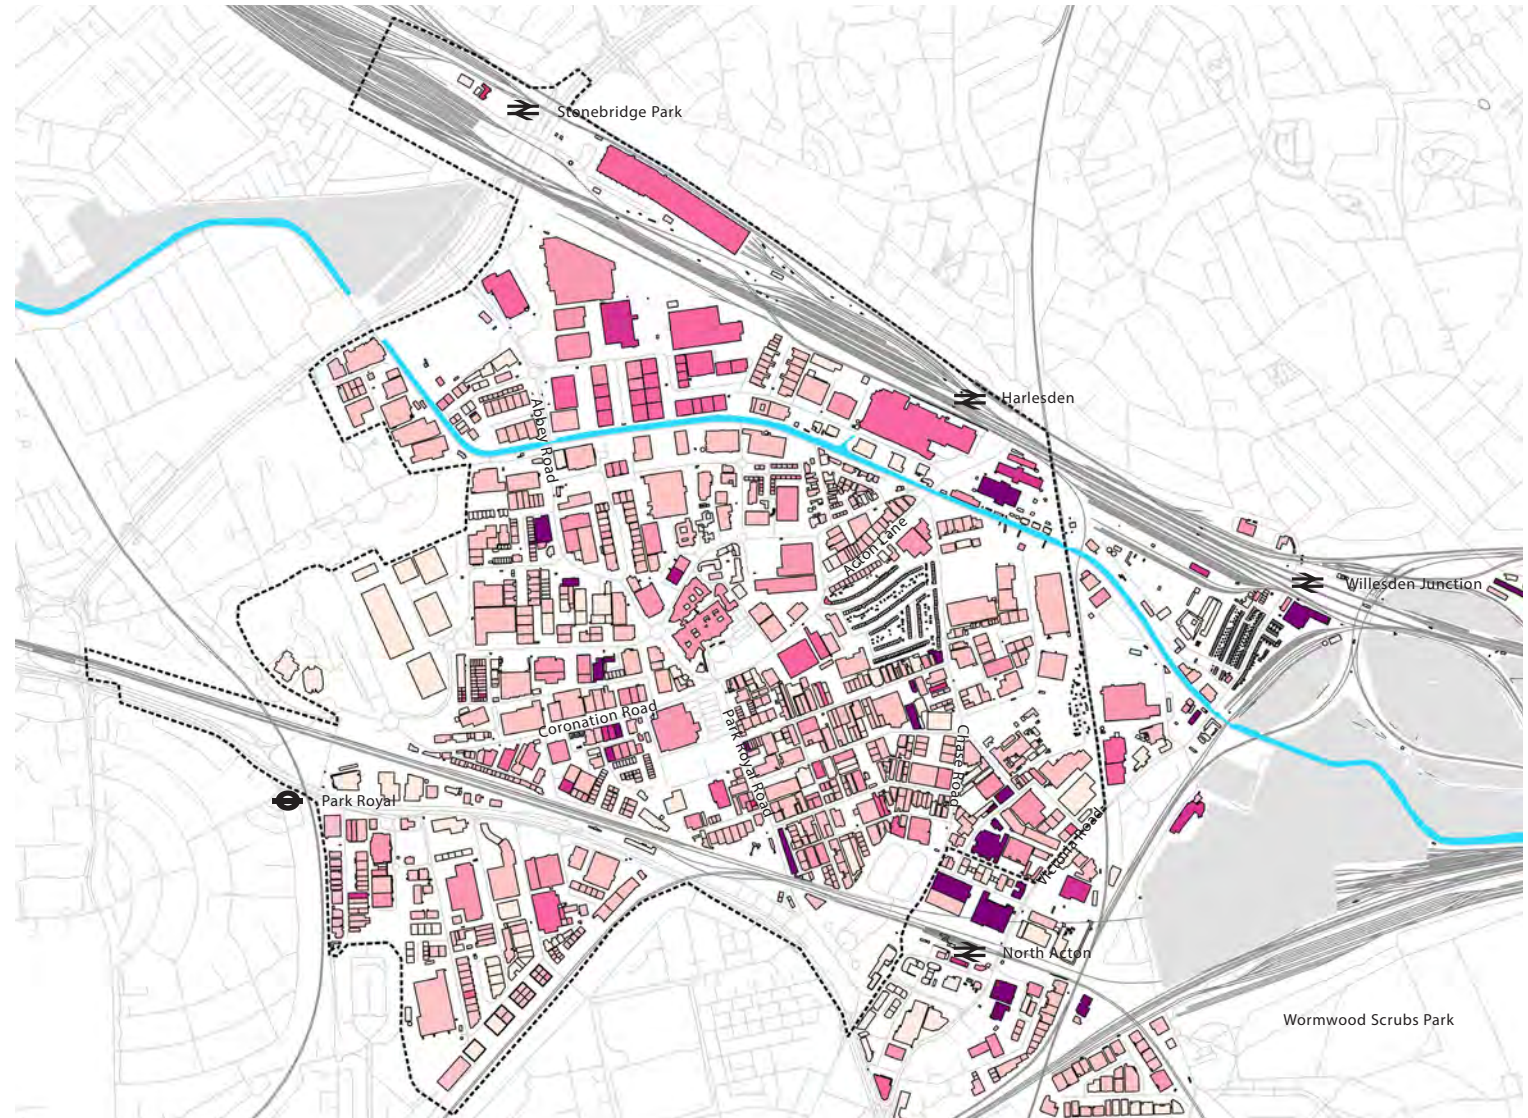 Stonebridge Park
Harlesden
Abbey Road
Acton Lane
Willesden Junction
Coronation Road
Park Royal Road
Chase Road
Park Royal
Victoria Road
North Acton
Wormwood Scrubs Park